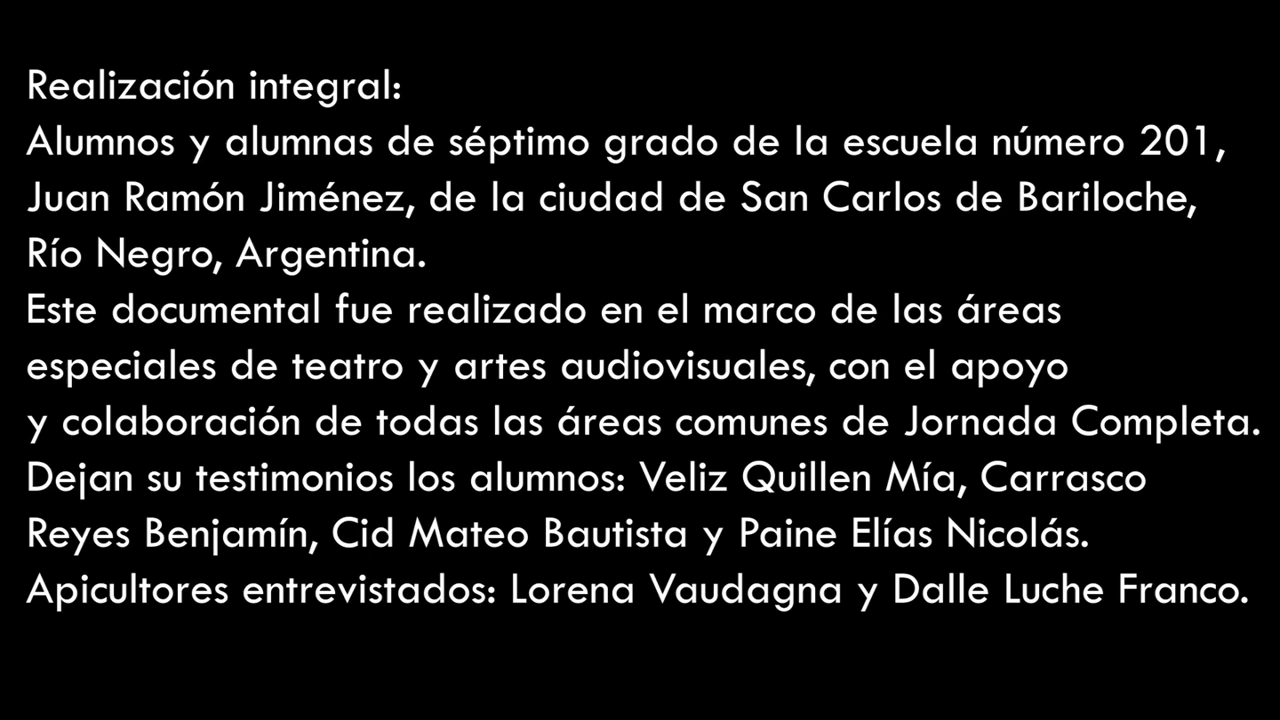 Realización integral:
Alumnos y alumnas de séptimo grado de la escuela número 201,
Juan Ramón Jiménez, de la ciudad de San Carlos de Bariloche,
Río Negro, Argentina.
Este documental fue realizado en el marco de las áreas
especiales de teatro y artes audiovisuales, con el apoyo
y colaboración de todas las áreas comunes de Jornada Completa.
Dejan su testimonios los alumnos: Veliz Quillen Mía, Carrasco
Reyes Benjamín, Cid Mateo Bautista y Paine Elías Nicolás.
Apicultores entrevistados: Lorena Vaudagna y Dalle Luche Franco.